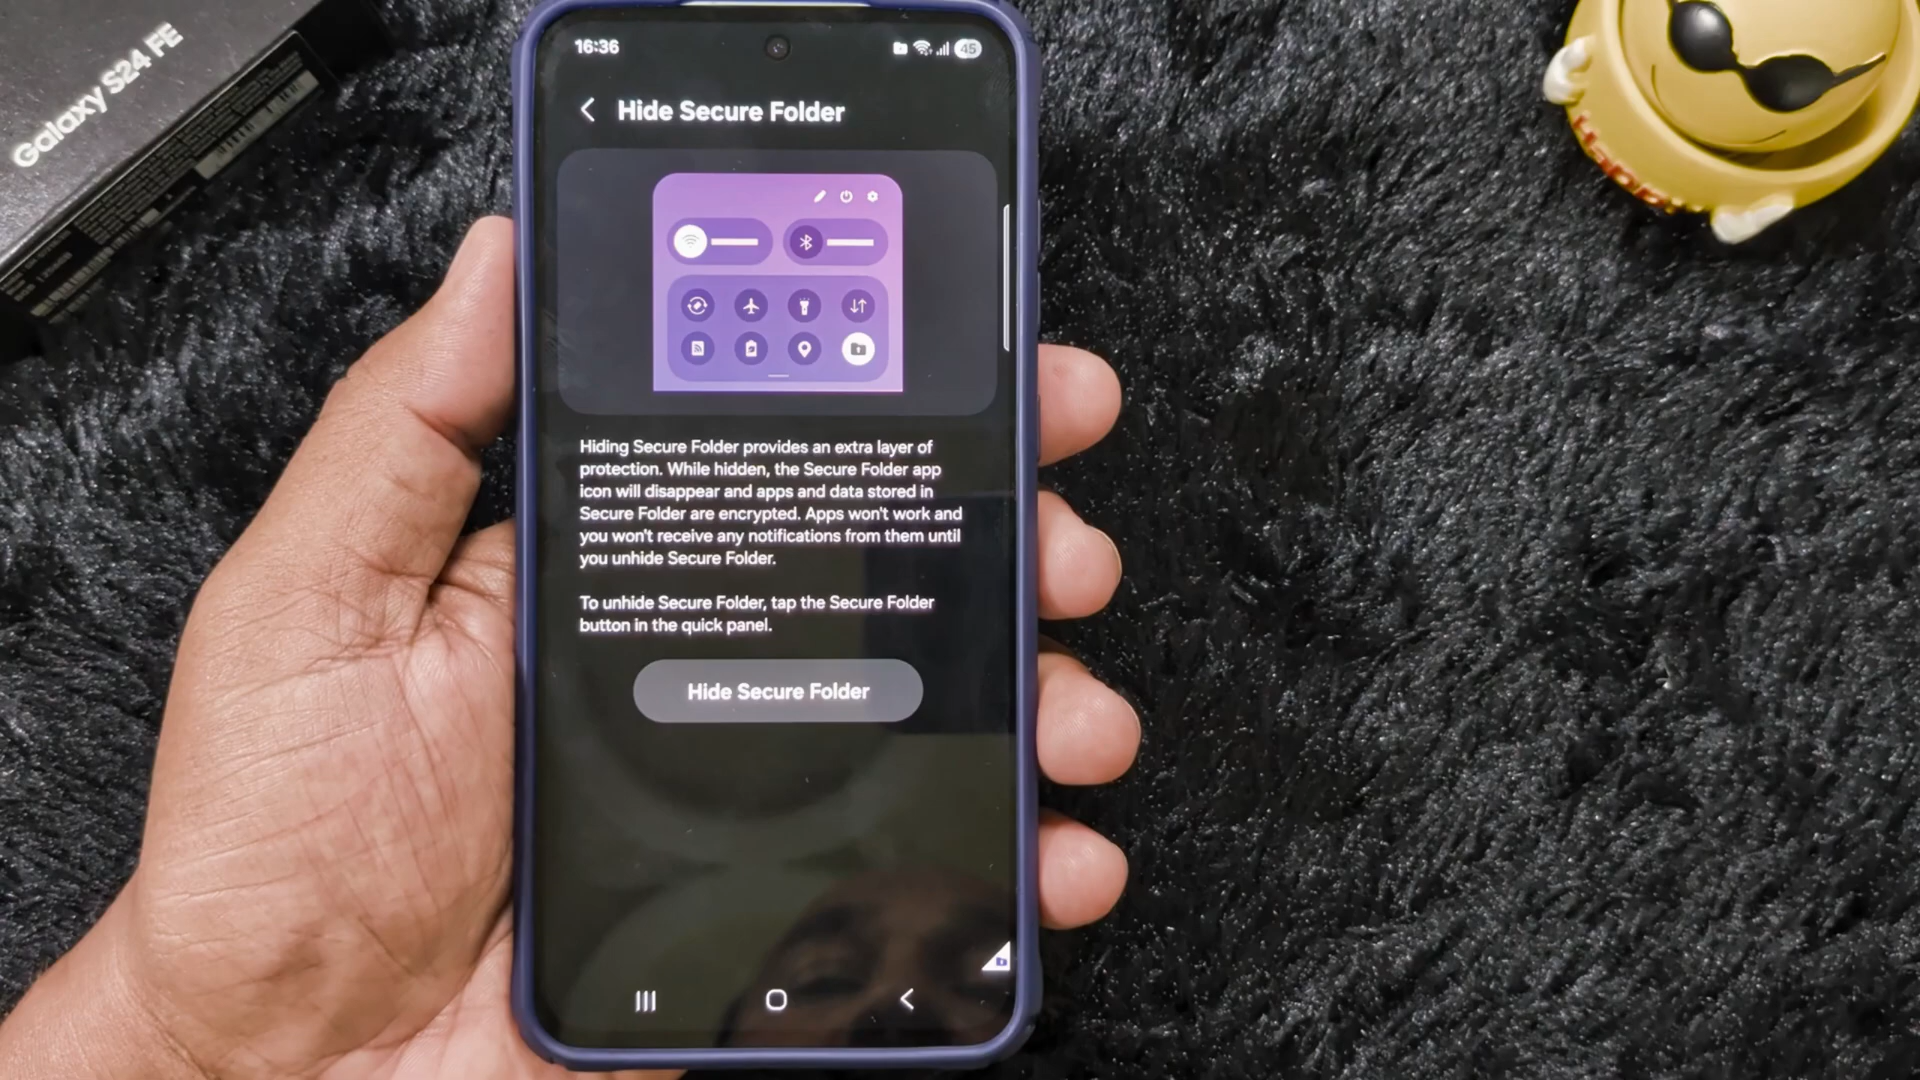 Galaxy S24 FE
16:36
45
Hide Secure Folder
Hiding Secure Folder provides an extra layer of
protection. While hidden, the Secure Folder app
icon will disappear and apps and data stored in
Secure Folder are encrypted. Apps won't work and
you won't receive any notifications from them until
you unhide Secure Folder.
To unhide Secure Folder, tap the Secure Folder
button in the quick panel.
Hide Secure Folder